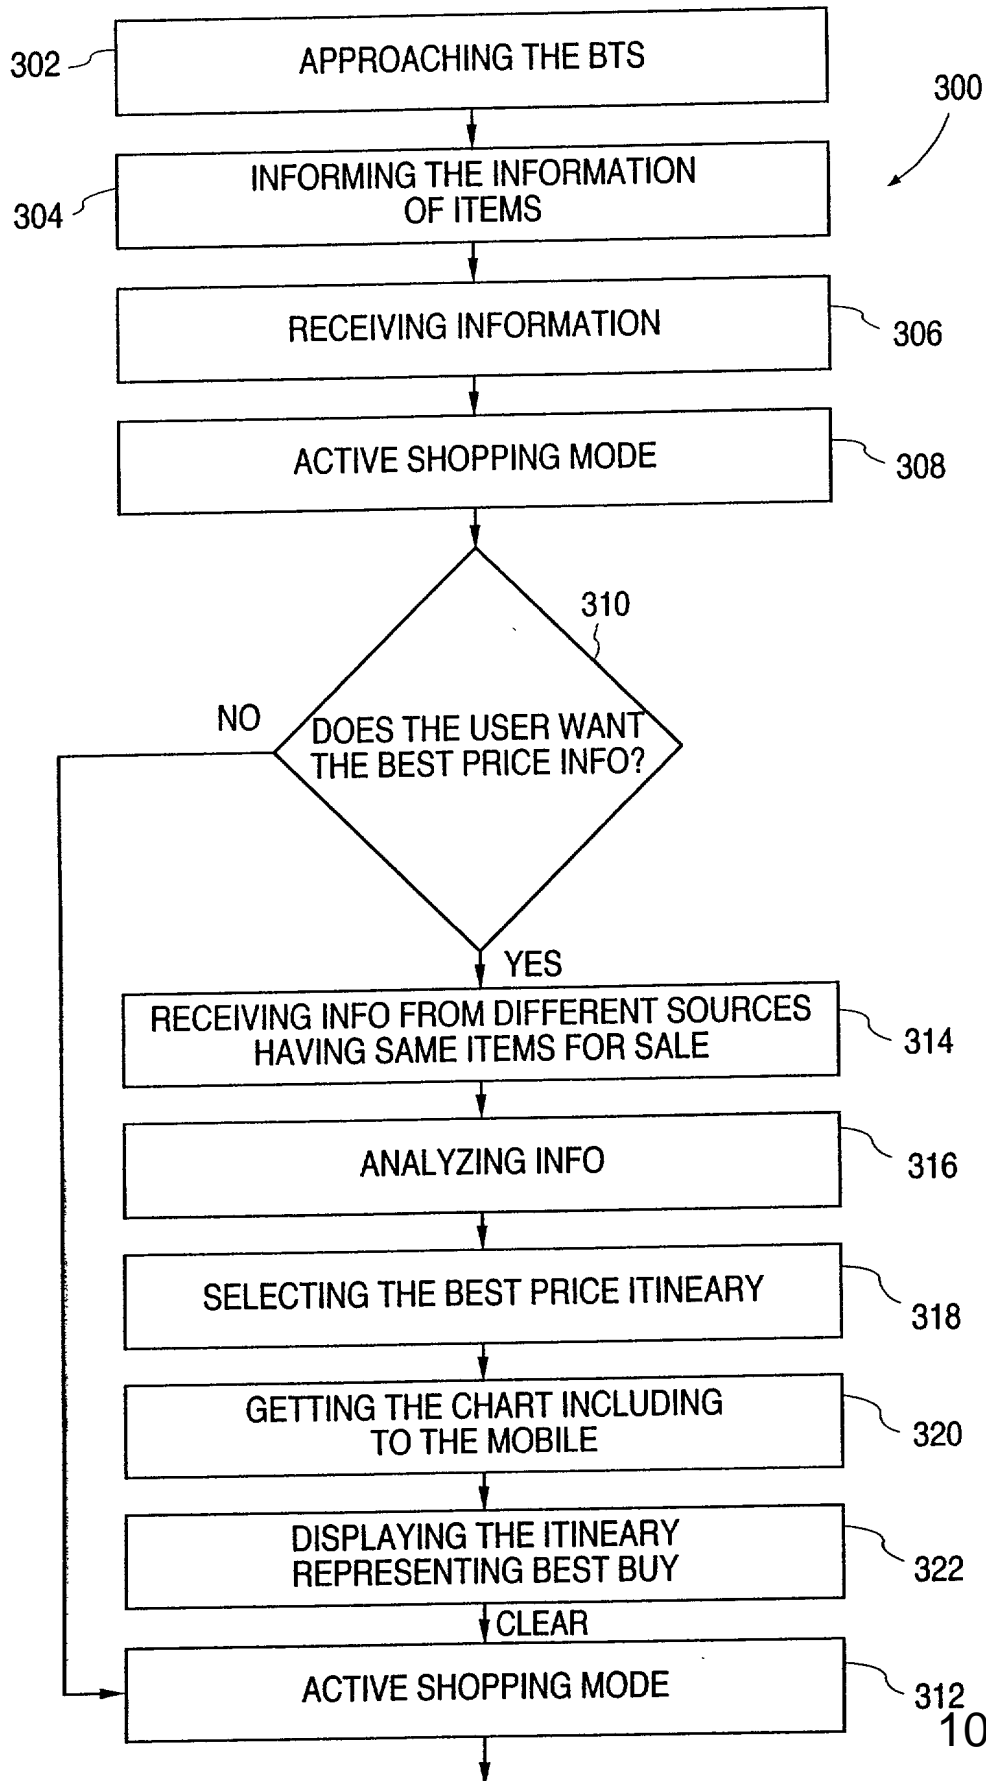 302
APPROACHING THE BTS
300
304
INFORMING THE INFORMATION
OF ITEMS
RECEIVING INFORMATION
306
ACTIVE SHOPPING MODE
308
310
NO
DOES THE USER WANT
THE BEST PRICE INFO?
YES
RECEIVING INFO FROM DIFFERENT SOURCES
HAVING SAME ITEMS FOR SALE
314
ANALYZING INFO
316
SELECTING THE BEST PRICE ITINEARY
318
GETTING THE CHART INCLUDING
TO THE MOBILE
320
DISPLAYING THE ITINEARY
REPRESENTING BEST BUY
322
CLEAR
ACTIVE SHOPPING MODE
312
10